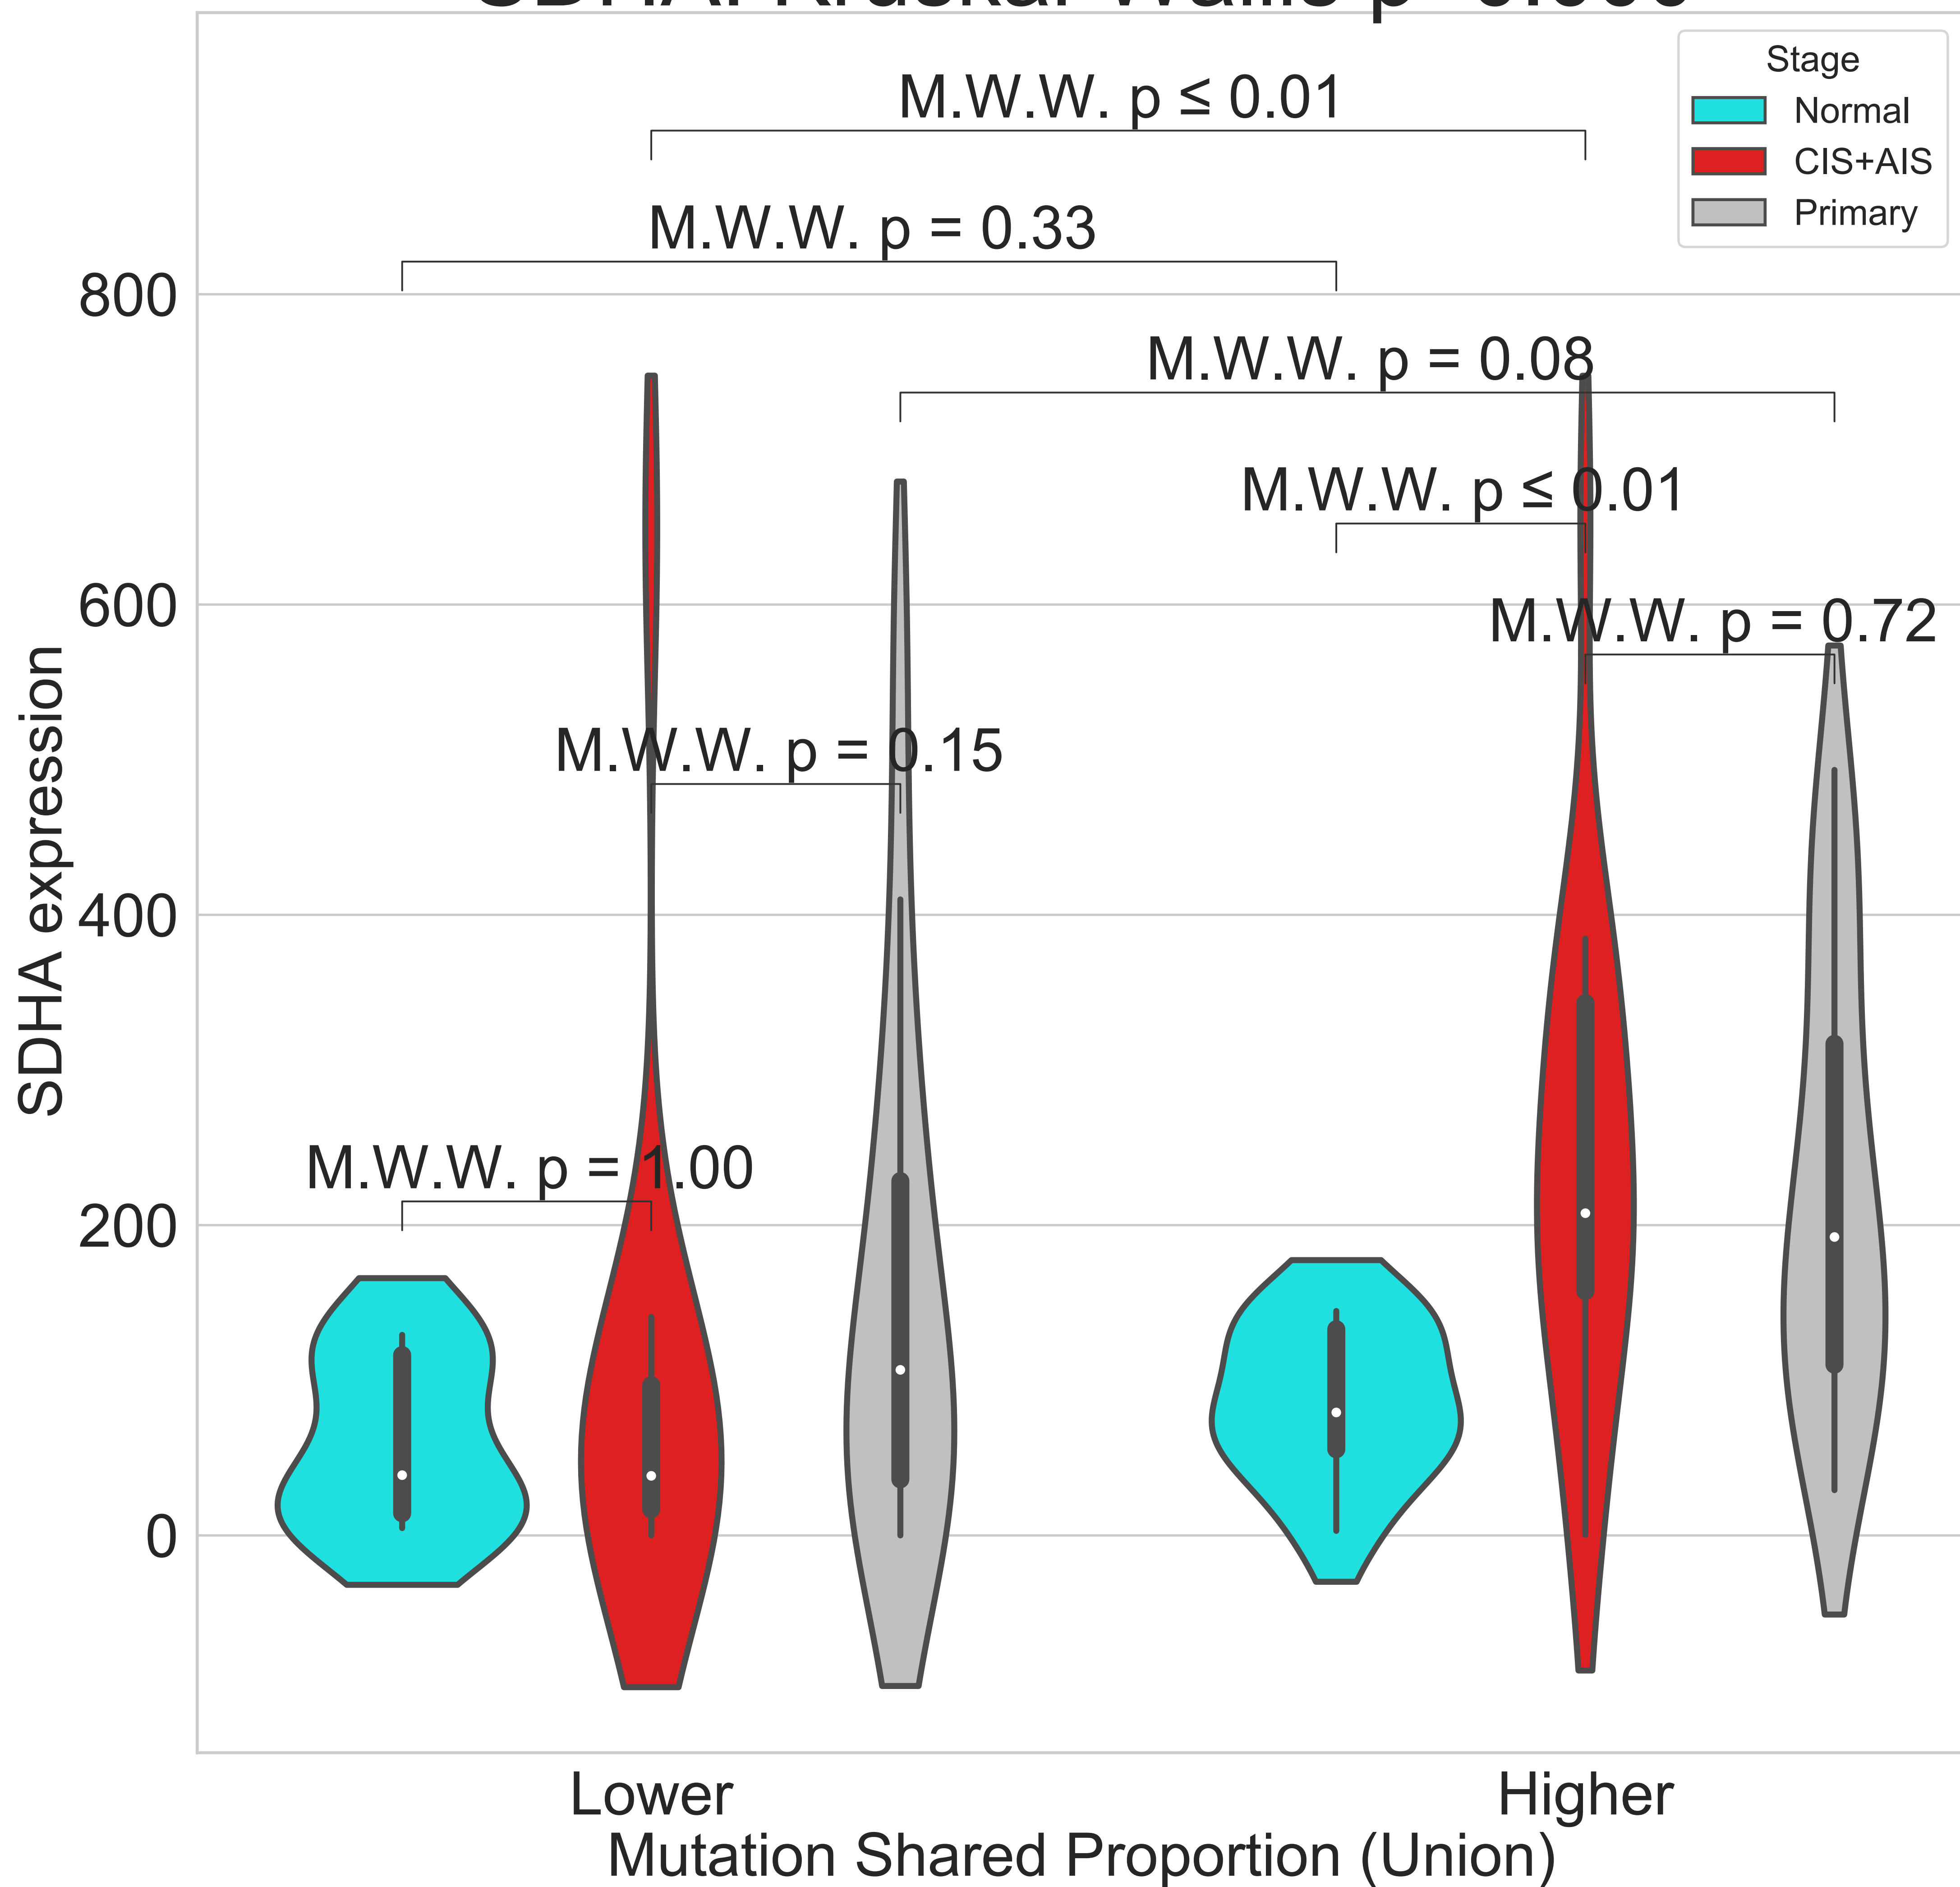 Stage
Normal
CIS+AIS
Primary
M.W.W. p ≤ 0.01
M.W.W. p = 0.33
M.W.W. p = 0.08
M.W.W. p ≤ 0.01
M.W.W. p = 0.72
M.W.W. p = 0.15
M.W.W. p = 1.00
800
600
400
200
0
SDHA expression
Lower
Higher
Mutation Shared Proportion (Union)